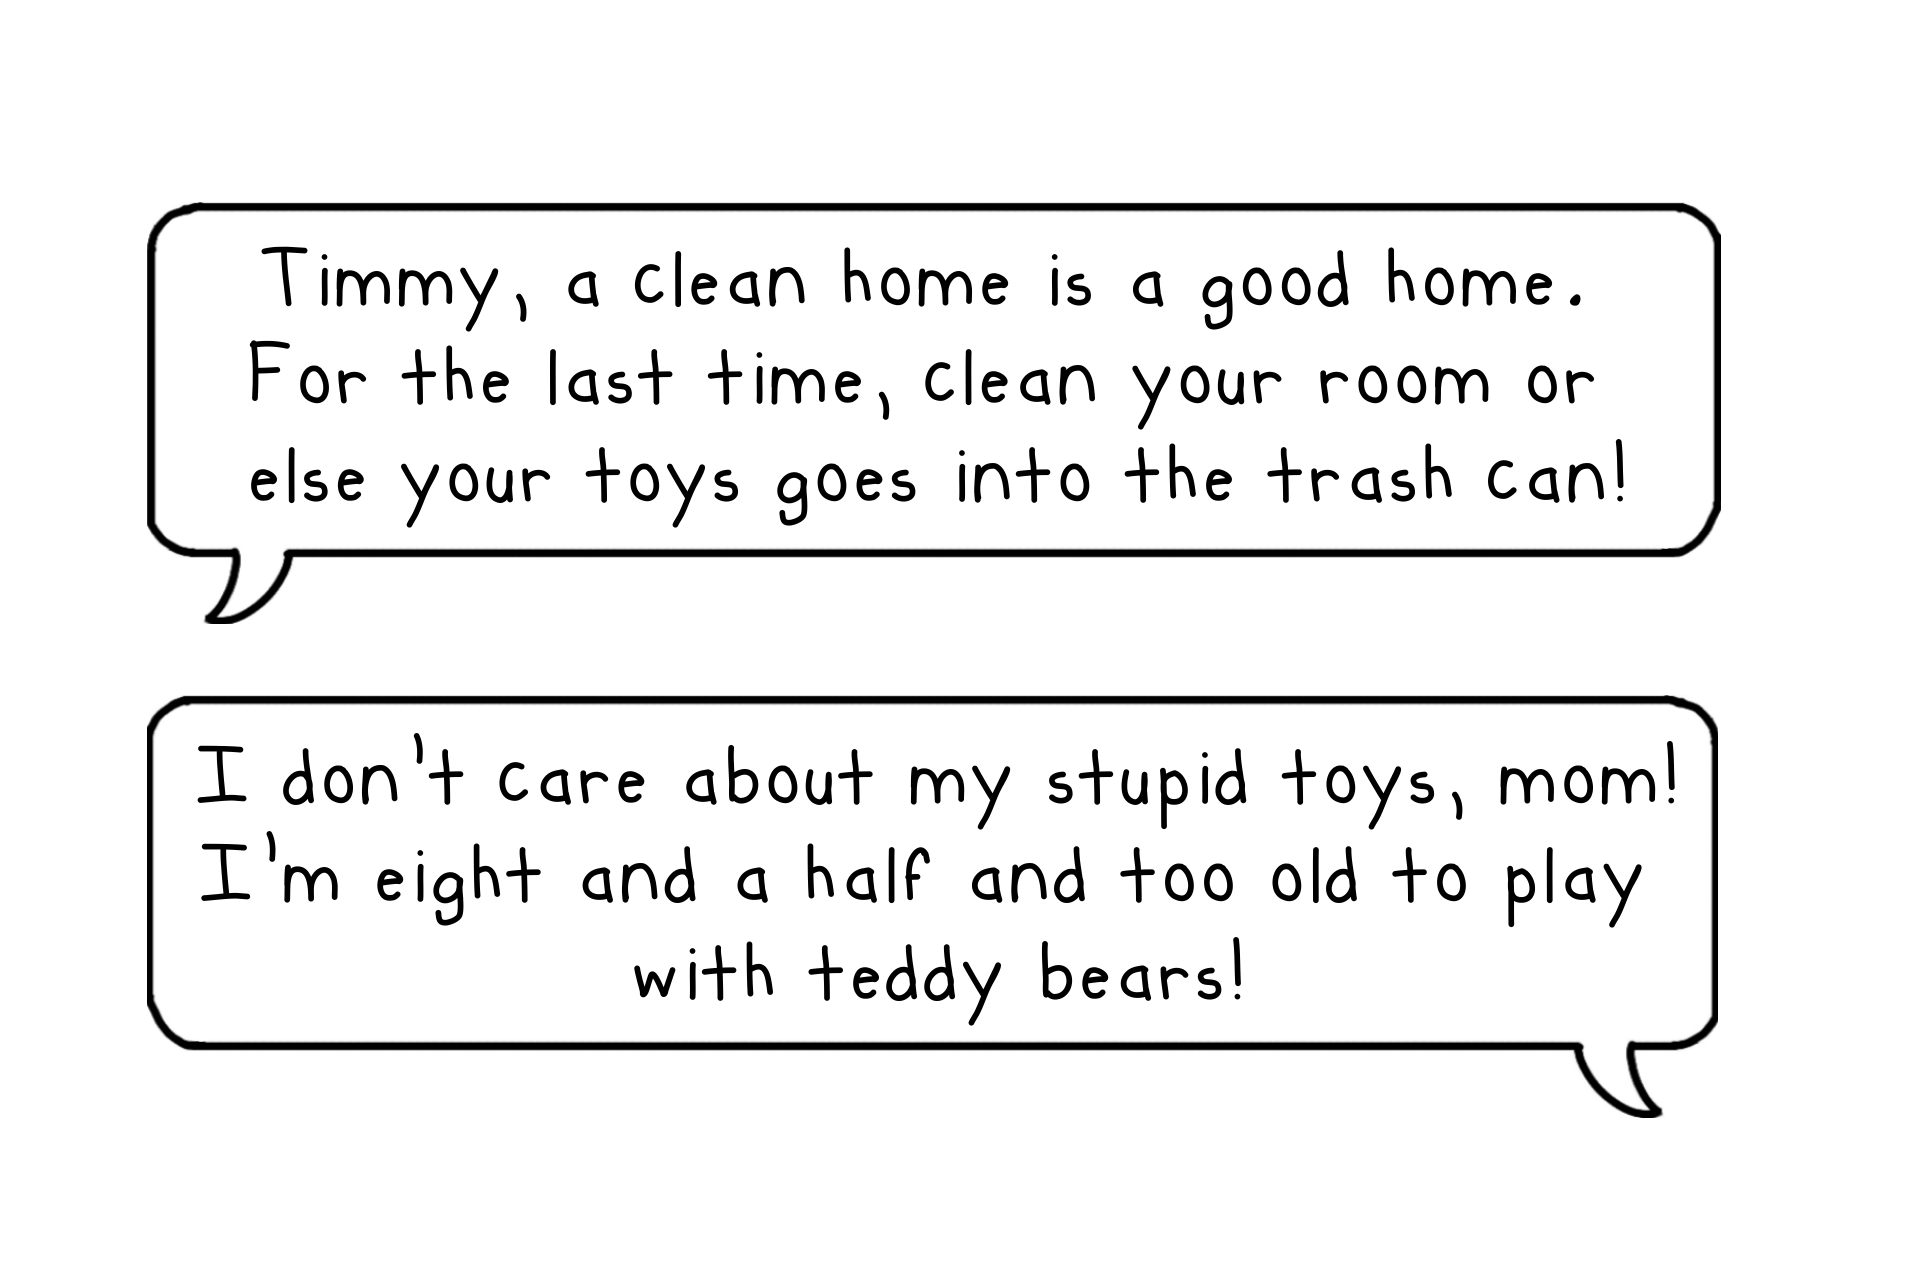 Timmy, a clean home is a good home.
For the last time, clean your room or
else your toys goes into the trash can!
I don't care about my stupid toys, mom!
I'm eight and a half and too old to play
with teddy bears!